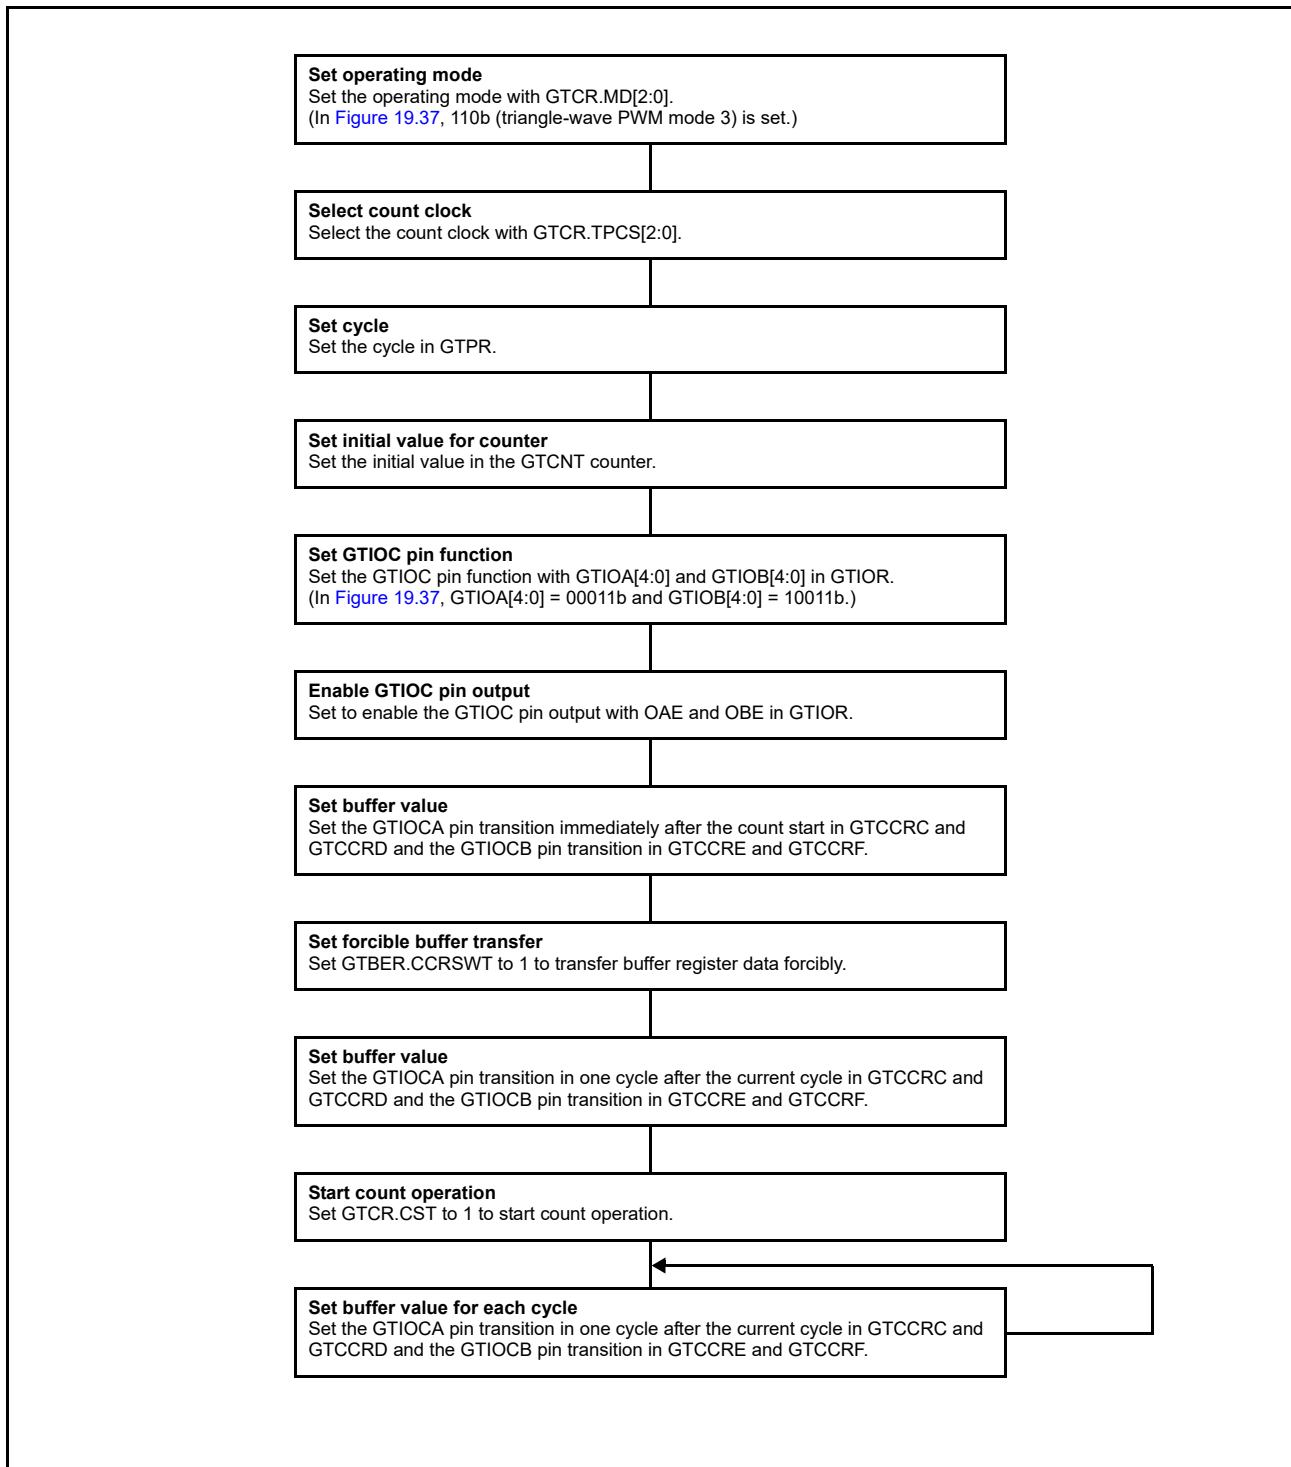 Set operating mode
Set the operating mode with GTCR.MD[2:0].
(In Figure 19.37, 110b (triangle-wave PWM mode 3) is set.)
Select count clock
Select the count clock with GTCR.TPCS[2:0].
Set cycle
Set the cycle in GTPR.
Set initial value for counter
Set the initial value in the GTCNT counter.
Set GTIOC pin function
Set the GTIOC pin function with GTIOA[4:0] and GTIOB[4:0] in GTIOR.
(In Figure 19.37, GTIOA[4:0] = 00011b and GTIOB[4:0] = 10011b.)
Enable GTIOC pin output
Set to enable the GTIOC pin output with OAE and OBE in GTIOR.
Set buffer value
Set the GTIOCA pin transition immediately after the count start in GTCCRC and
GTCCRD and the GTIOCB pin transition in GTCCRE and GTCCRF.
Set forcible buffer transfer
Set GTBER.CCRSWT to 1 to transfer buffer register data forcibly.
Set buffer value
Set the GTIOCA pin transition in one cycle after the current cycle in GTCCRC and
GTCCRD and the GTIOCB pin transition in GTCCRE and GTCCRF.
Start count operation
Set GTCR.CST to 1 to start count operation.
Set buffer value for each cycle
Set the GTIOCA pin transition in one cycle after the current cycle in GTCCRC and
GTCCRD and the GTIOCB pin transition in GTCCRE and GTCCRF.